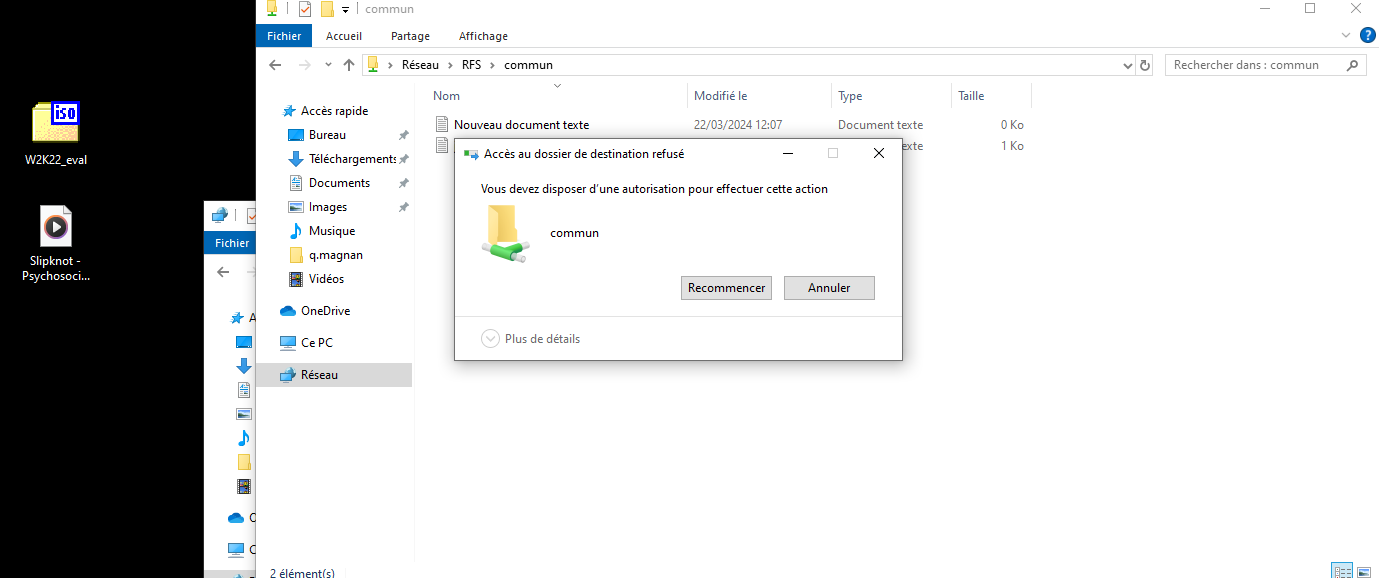 commun
Fichier
Accueil
Partage
Affichage
Réseau
RFS
commun
Rechercher dans : commun
Nom
Modifié le
Type
Taille
Accès rapide
Bureau
Téléchargements
Documents
Images
Musique
q.magnan
Vidéos
OneDrive
Ce PC
Réseau
Nouveau document texte
22/03/2024 12:07
Document texte
0 Ko
1 Ko
Accès au dossier de destination refusé
Vous devez disposer d'une autorisation pour effectuer cette action
commun
Recommencer
Annuler
Plus de détails
2 élément(s)
iso
W2K22_eval
Slipknot -
Psychosoci...
Fichier